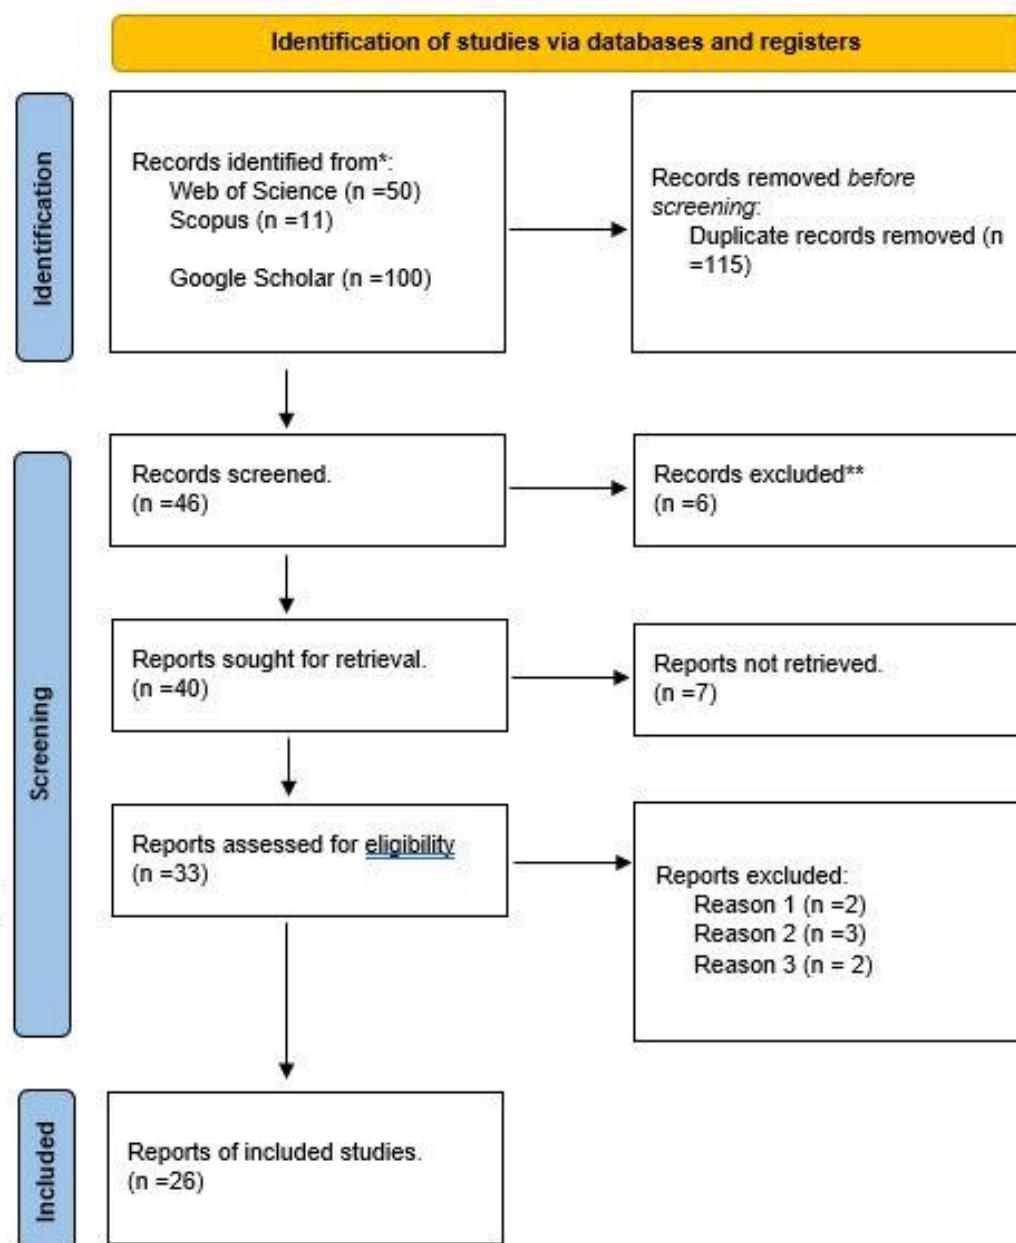 Identification of studies via databases and registers
Identification
Records identified from*:
Web of Science (n =50)
Scopus (n =11)
Google Scholar (n =100)
Records removed before
screening:
Duplicate records removed (n
=115)
Screening
Records screened.
(n =46)
Records excluded**
(n =6)
Reports sought for retrieval.
(n =40)
Reports not retrieved.
(n =7)
Reports assessed for eligibility
(n =33)
Reports excluded:
Reason 1 (n =2)
Reason 2 (n =3)
Reason 3 (n = 2)
Included
Reports of included studies.
(n =26)